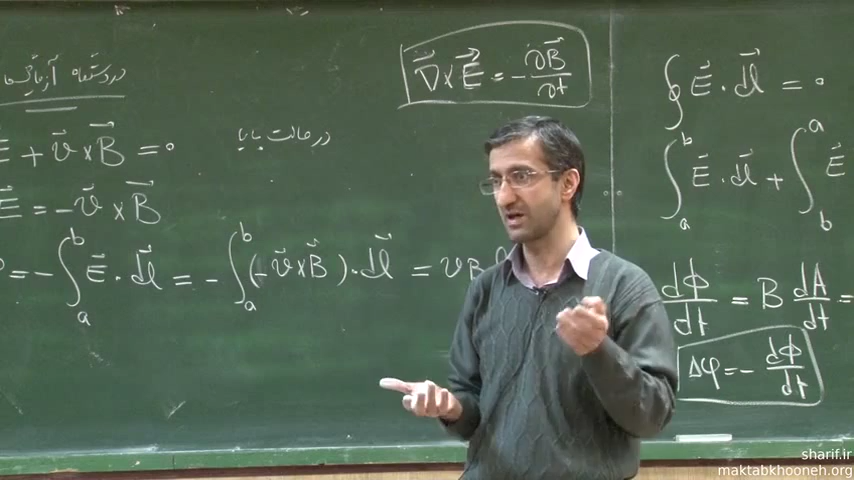 در دستگاه آزمایشگاه
∇⃗ × E⃗ = - ∂B⃗/∂t
E⃗ + v⃗ × B⃗ = 0
در حالت پایا
E⃗ = - v⃗ × B⃗
= - ∫_a^b E⃗ · dl⃗ = - ∫_a^b (- v⃗ × B⃗) · dl⃗ = vB
∮ E⃗ · dl⃗ = 0
∫_a^b E⃗ · dl⃗ + ∫_b^a E⃗
dΦ/dt = B dA/dt =
Δφ = - dΦ/dt
sharif.ir
maktabkhooneh.org